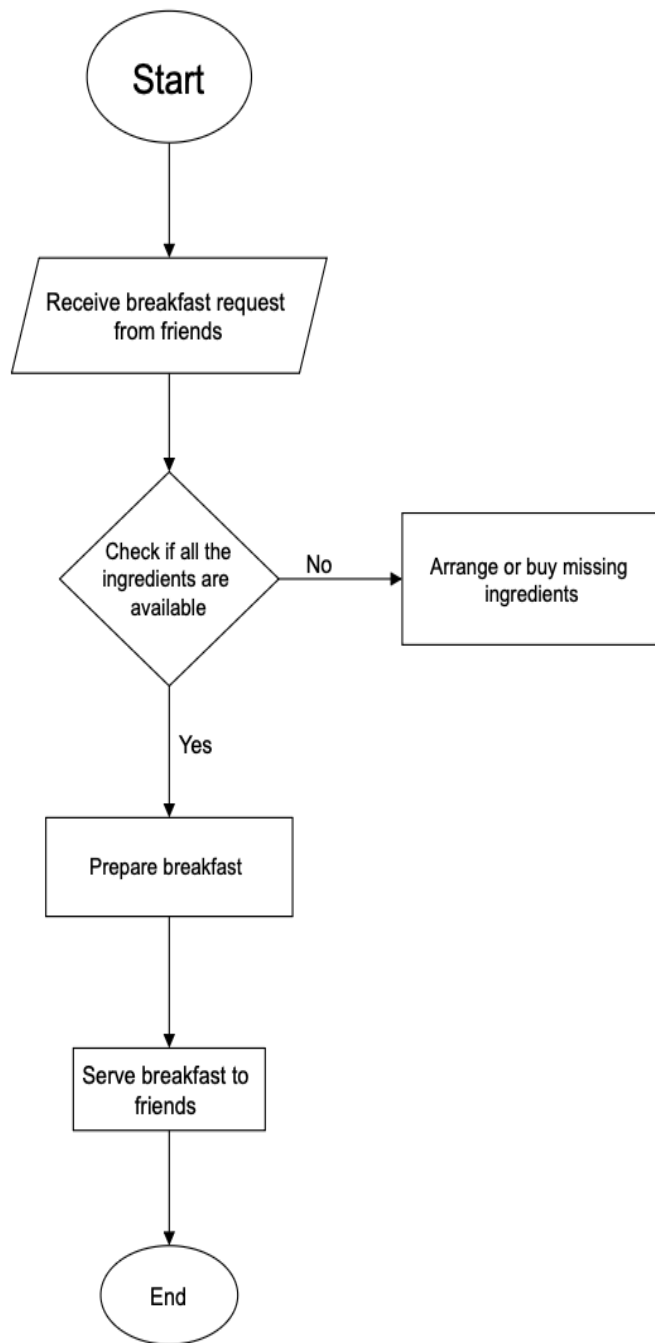 Start
Receive breakfast request
from friends
Check if all the
ingredients are
available
No
Arrange or buy missing
ingredients
Yes
Prepare breakfast
Serve breakfast to
friends
End